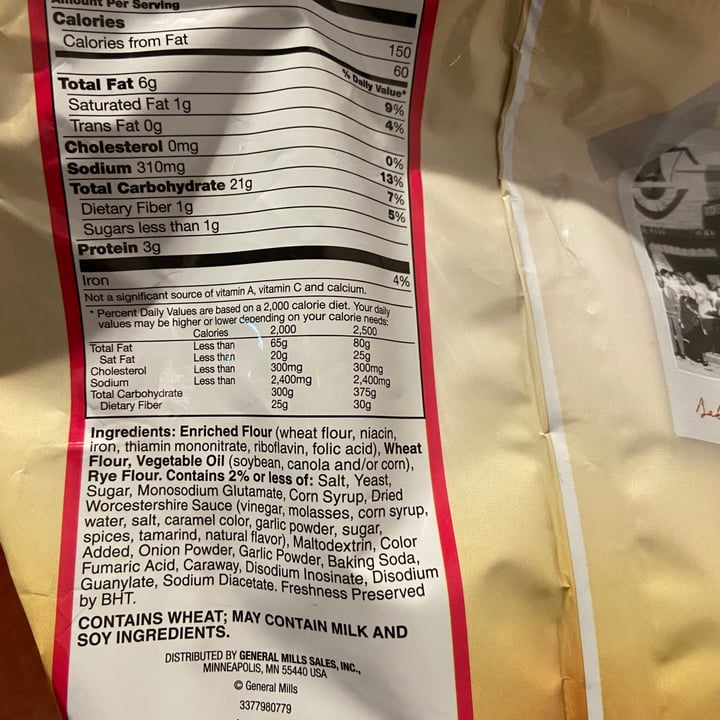 Amount Per Serving
Calories 150
Calories from Fat 60
% Daily Value*
Total Fat 6g 9%
Saturated Fat 1g 4%
Trans Fat 0g
Cholesterol 0mg 0%
Sodium 310mg 13%
Total Carbohydrate 21g 7%
Dietary Fiber 1g 5%
Sugars less than 1g
Protein 3g
Iron 4%
Not a significant source of vitamin A, vitamin C and calcium.
* Percent Daily Values are based on a 2,000 calorie diet. Your daily
values may be higher or lower depending on your calorie needs:
Calories 2,000 2,500
Total Fat Less than 65g 80g
Sat Fat Less than 20g 25g
Cholesterol Less than 300mg 300mg
Sodium Less than 2,400mg 2,400mg
Total Carbohydrate 300g 375g
Dietary Fiber 25g 30g
Ingredients: Enriched Flour (wheat flour, niacin,
iron, thiamin mononitrate, riboflavin, folic acid), Wheat
Flour, Vegetable Oil (soybean, canola and/or corn),
Rye Flour. Contains 2% or less of: Salt, Yeast,
Sugar, Monosodium Glutamate, Corn Syrup, Dried
Worcestershire Sauce (vinegar, molasses, corn syrup,
water, salt, caramel color, garlic powder, sugar,
spices, tamarind, natural flavor), Maltodextrin, Color
Added, Onion Powder, Garlic Powder, Baking Soda,
Fumaric Acid, Caraway, Disodium Inosinate, Disodium
Guanylate, Sodium Diacetate. Freshness Preserved
by BHT.
CONTAINS WHEAT; MAY CONTAIN MILK AND
SOY INGREDIENTS.
DISTRIBUTED BY GENERAL MILLS SALES, INC.,
MINNEAPOLIS, MN 55440 USA
© General Mills
3377980779